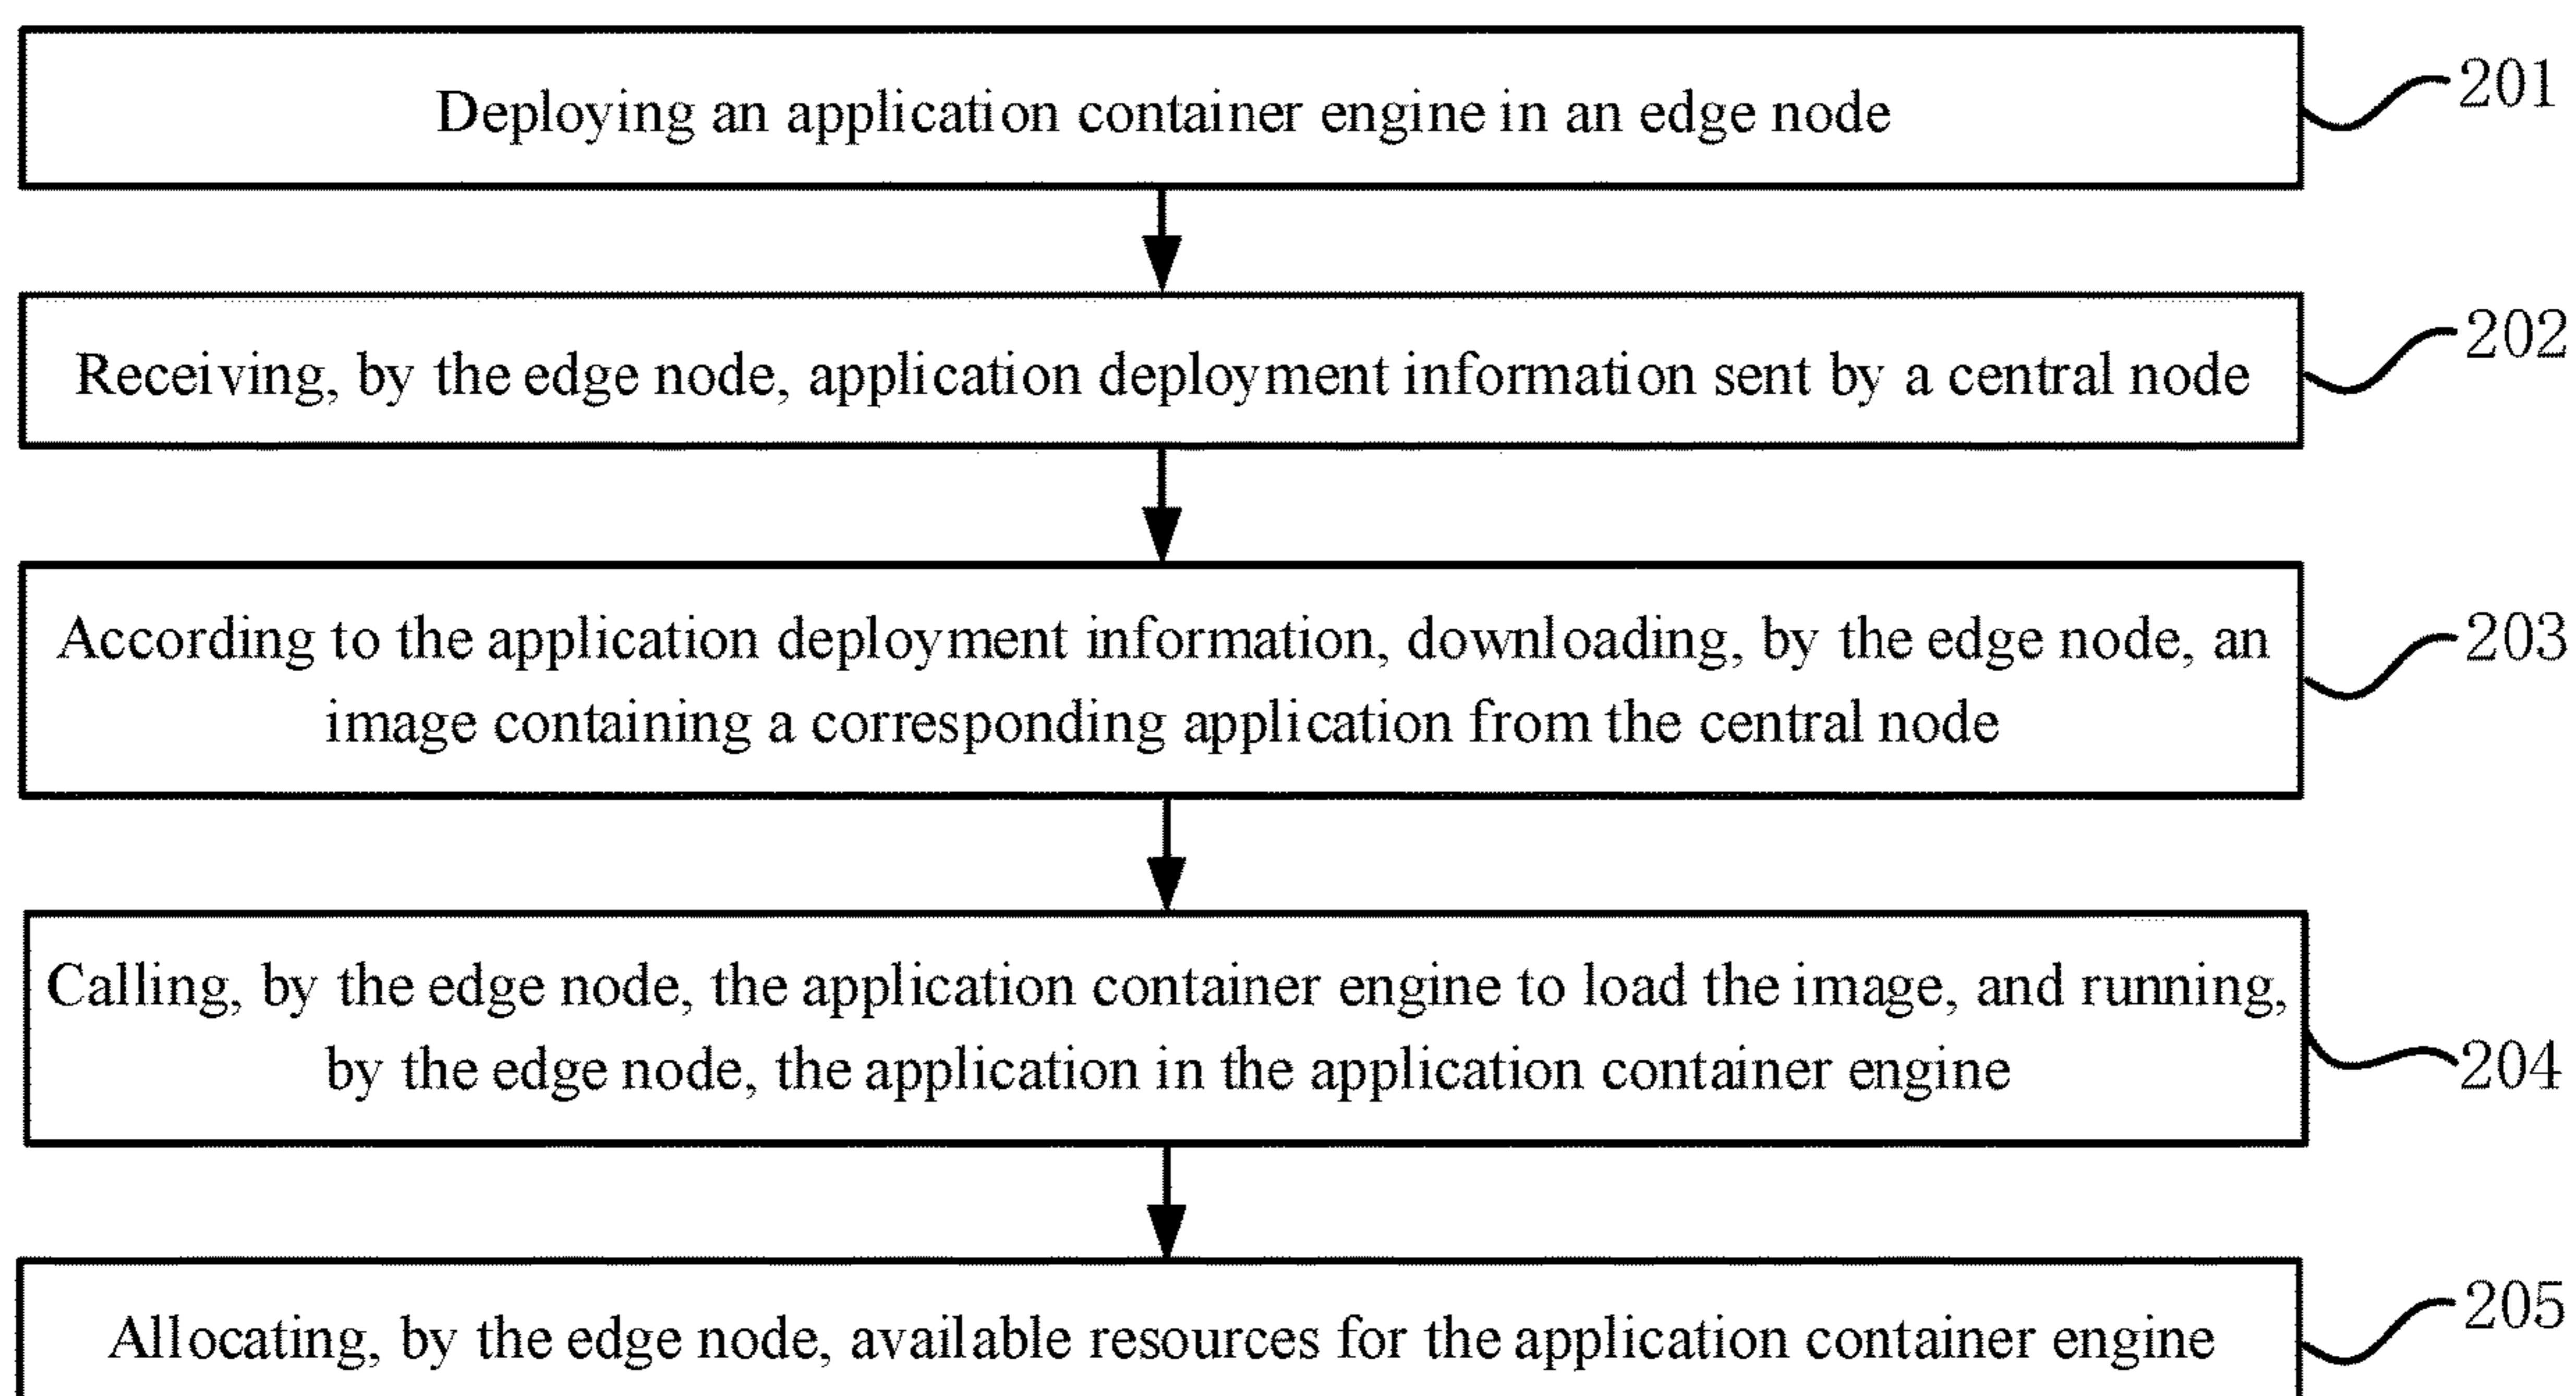 Deploying an application container engine in an edge node
201
Receiving, by the edge node, application deployment information sent by a central node
202
According to the application deployment information, downloading, by the edge node, an
image containing a corresponding application from the central node
203
Calling, by the edge node, the application container engine to load the image, and running,
by the edge node, the application in the application container engine
204
Allocating, by the edge node, available resources for the application container engine
205